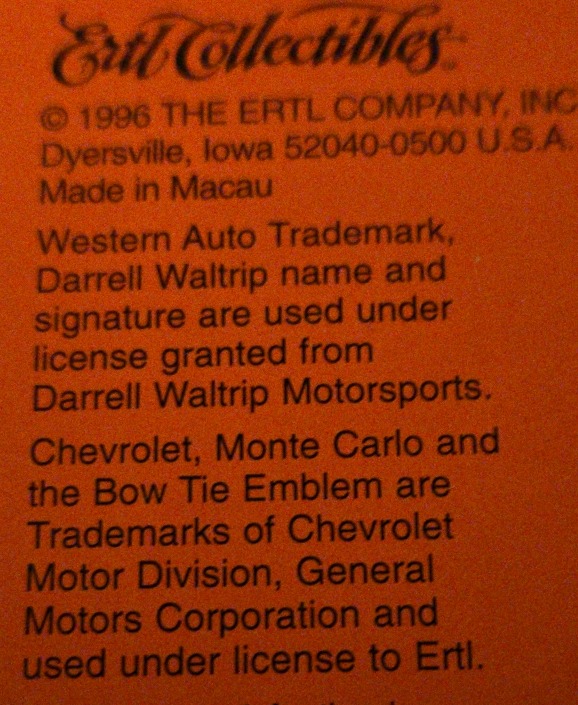 Ertl Collectibles
© 1996 THE ERTL COMPANY, INC
Dyersville, Iowa 52040-0500 U.S.A.
Made in Macau
Western Auto Trademark,
Darrell Waltrip name and
signature are used under
license granted from
Darrell Waltrip Motorsports.
Chevrolet, Monte Carlo and
the Bow Tie Emblem are
Trademarks of Chevrolet
Motor Division, General
Motors Corporation and
used under license to Ertl.